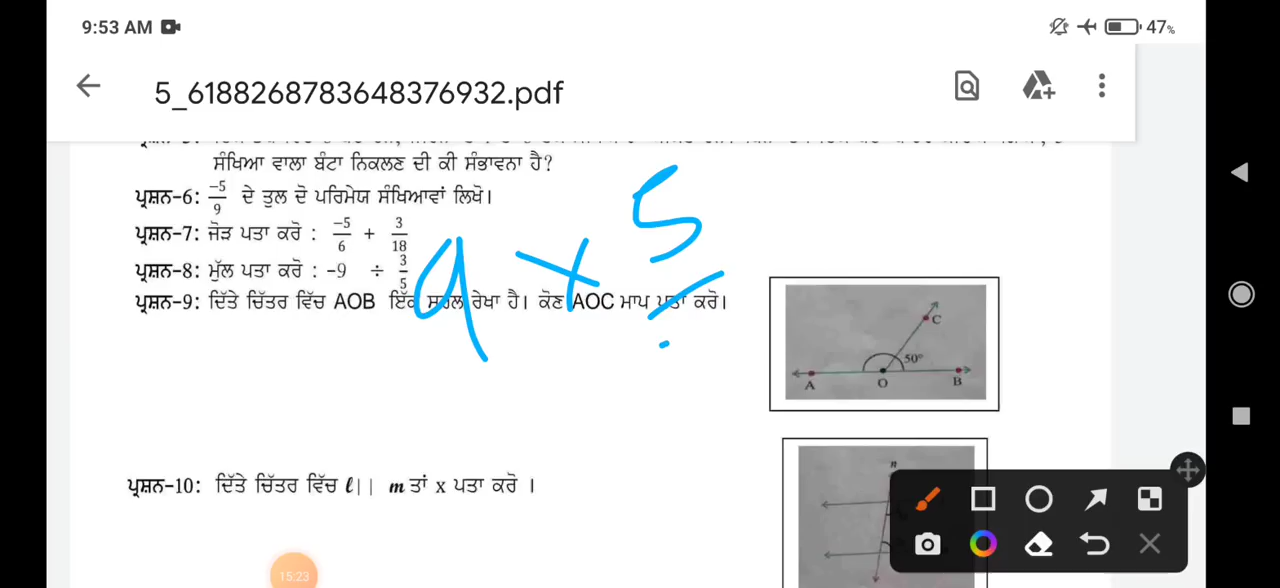 9:53 AM
47%
5_6188268783648376932.pdf
ਸੰਖਿਆ ਵਾਲਾ ਬੰਟਾ ਨਿਕਲਣ ਦੀ ਕੀ ਸੰਭਾਵਨਾ ਹੈ?
ਪ੍ਰਸ਼ਨ-6: -5/9 ਦੇ ਤੁਲ ਦੋ ਪਰਿਮੇਯ ਸੰਖਿਆਵਾਂ ਲਿਖੋ।
ਪ੍ਰਸ਼ਨ-7: ਜੋੜ ਪਤਾ ਕਰੋ : -5/6 + 3/18
ਪ੍ਰਸ਼ਨ-8: ਮੁੱਲ ਪਤਾ ਕਰੋ : -9 ÷ 3/5
9 × 5
ਪ੍ਰਸ਼ਨ-9: ਦਿੱਤੇ ਚਿੱਤਰ ਵਿੱਚ AOB ਇੱਕ ਸਰਲ ਰੇਖਾ ਹੈ। ਕੋਣ AOC ਮਾਪ ਪਤਾ ਕਰੋ।
C
50°
A O B
ਪ੍ਰਸ਼ਨ-10: ਦਿੱਤੇ ਚਿੱਤਰ ਵਿੱਚ ℓ|| m ਤਾਂ x ਪਤਾ ਕਰੋ ।
n
15:23